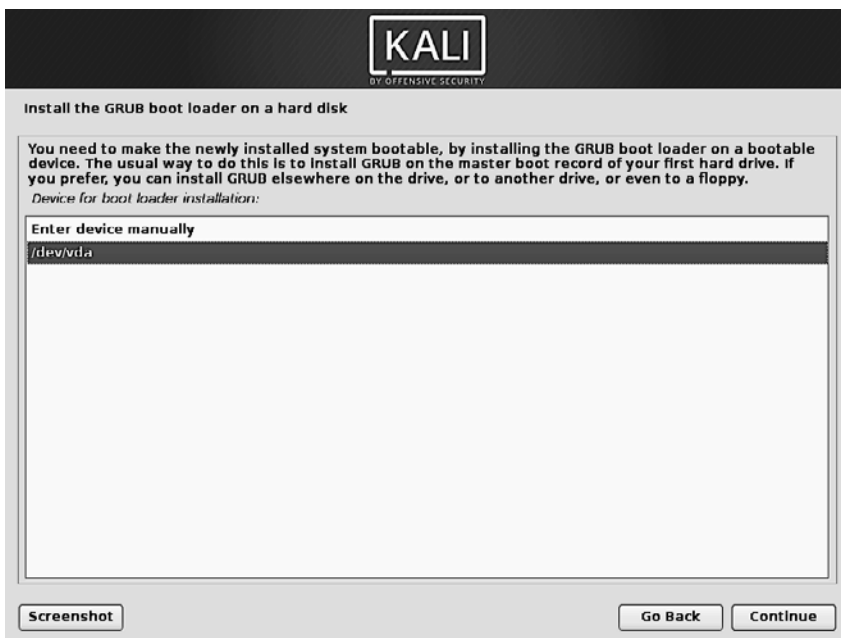 KALI
BY OFFENSIVE SECURITY
Install the GRUB boot loader on a hard disk
You need to make the newly installed system bootable, by installing the GRUB boot loader on a bootable
device. The usual way to do this is to install GRUB on the master boot record of your first hard drive. If
you prefer, you can install GRUB elsewhere on the drive, or to another drive, or even to a floppy.
Device for boot loader installation:
Enter device manually
/dev/vda
Screenshot
Go Back
Continue